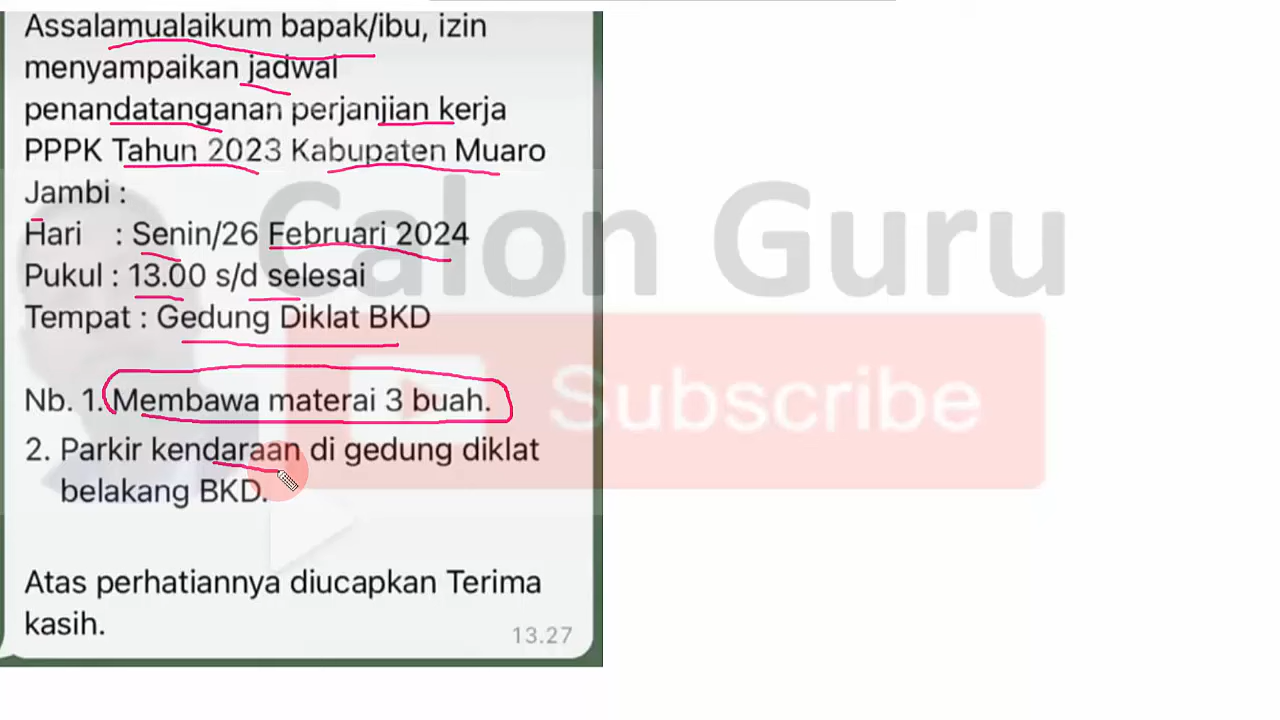 Assalamualaikum bapak/ibu, izin
menyampaikan jadwal
penandatanganan perjanjian kerja
PPPK Tahun 2023 Kabupaten Muaro
Jambi :
Hari : Senin/26 Februari 2024
Pukul : 13.00 s/d selesai
Tempat : Gedung Diklat BKD
Nb. 1. Membawa materai 3 buah.
2. Parkir kendaraan di gedung diklat
belakang BKD.
Atas perhatiannya diucapkan Terima
kasih.
13.27
Calon Guru
Subscribe